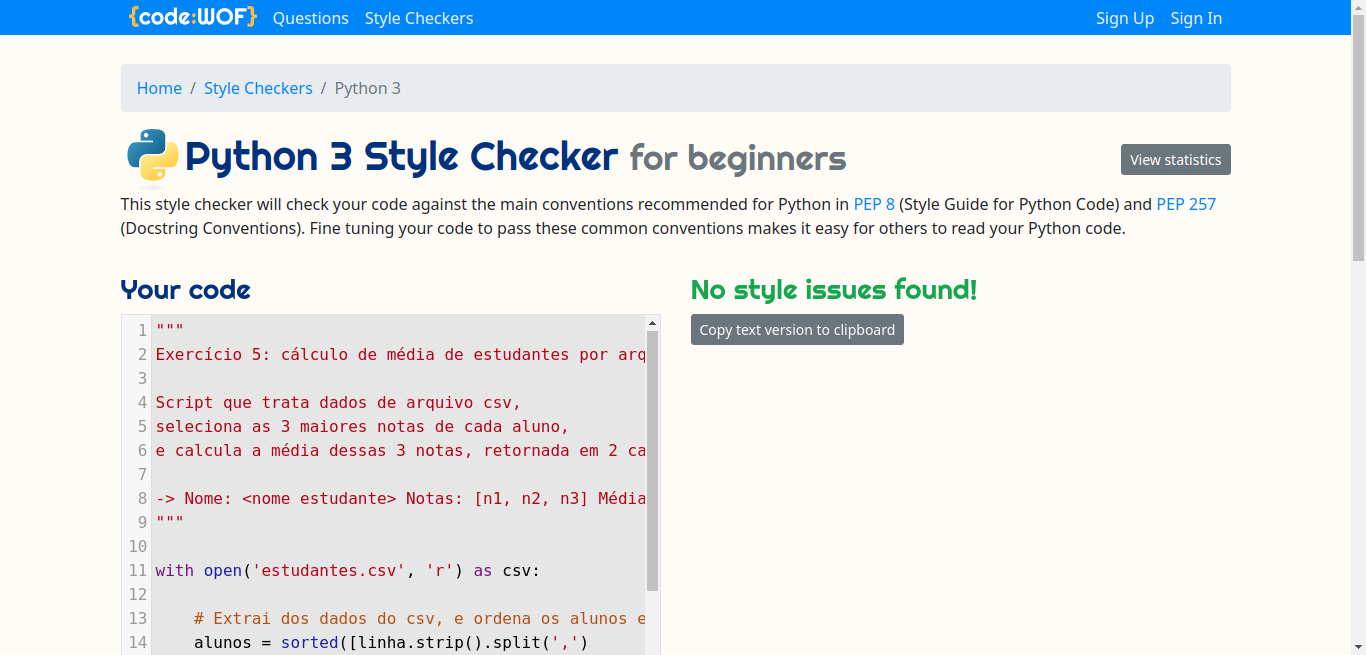 {code:WOF} Questions Style Checkers Sign Up Sign In
Home / Style Checkers / Python 3
Python 3 Style Checker for beginners
View statistics
This style checker will check your code against the main conventions recommended for Python in PEP 8 (Style Guide for Python Code) and PEP 257
(Docstring Conventions). Fine tuning your code to pass these common conventions makes it easy for others to read your Python code.
Your code
1 """
2 Exercício 5: cálculo de média de estudantes por arq
3
4 Script que trata dados de arquivo csv,
5 seleciona as 3 maiores notas de cada aluno,
6 e calcula a média dessas 3 notas, retornada em 2 ca
7
8 -> Nome: <nome estudante> Notas: [n1, n2, n3] Média
9 """
10
11 with open('estudantes.csv', 'r') as csv:
12
13 # Extrai dos dados do csv, e ordena os alunos e
14 alunos = sorted([linha.strip().split(',')
No style issues found!
Copy text version to clipboard